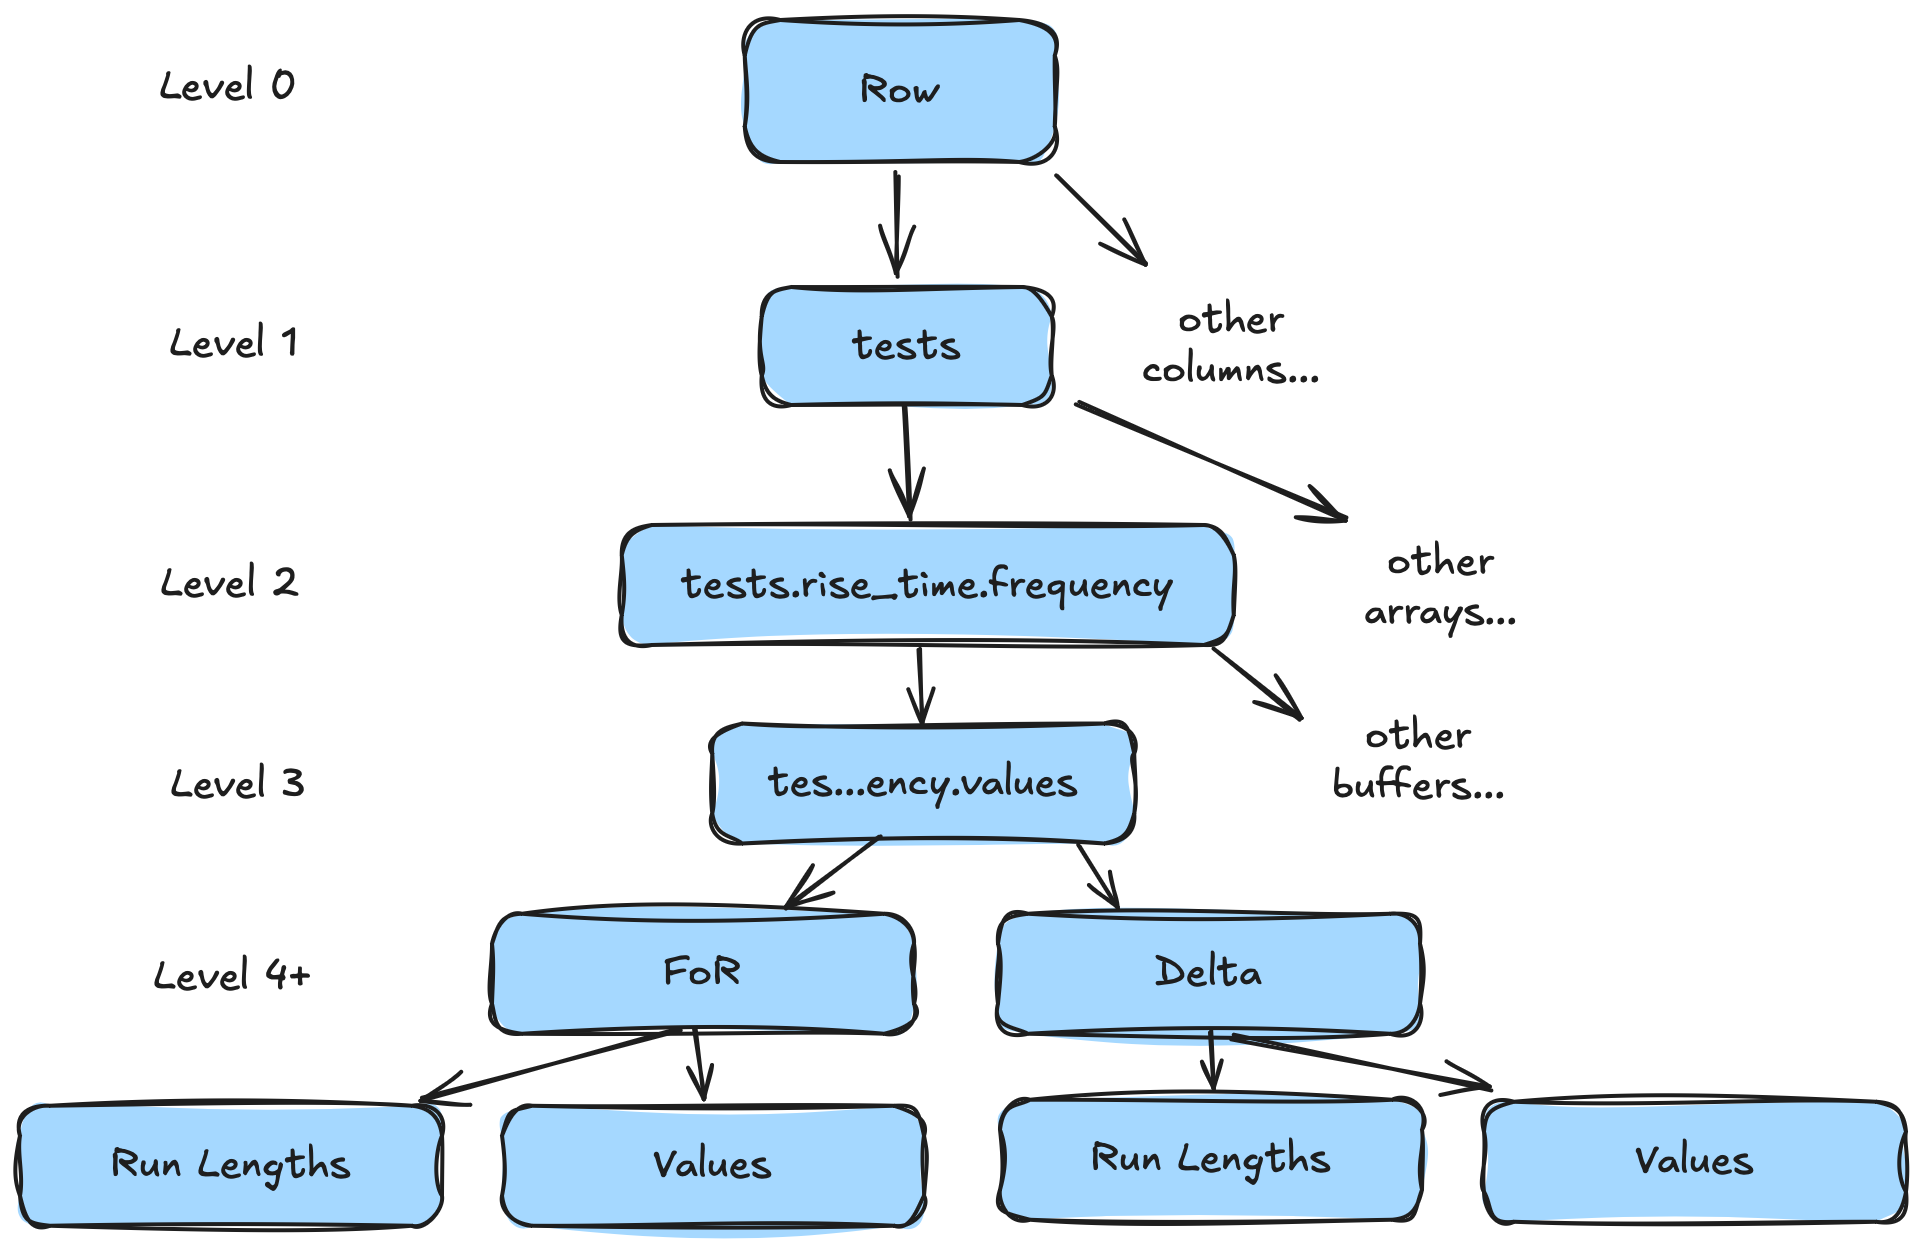 Level 0
Row
Level 1
tests
other
columns...
Level 2
tests.rise_time.frequency
other
arrays...
Level 3
tes...ency.values
other
buffers...
Level 4+
FoR
Delta
Run Lengths
Values
Run Lengths
Values